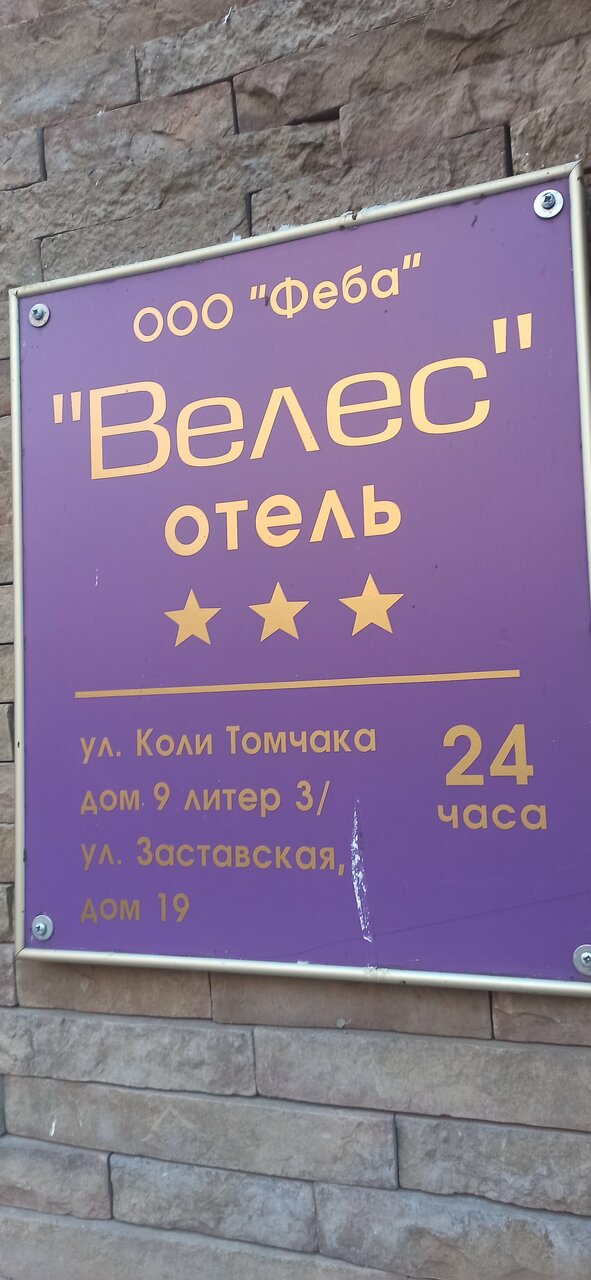 ООО "Феба"
"Велес"
отель
ул. Коли Томчака
дом 9 литер 3/
ул. Заставская,
дом 19
24
часа